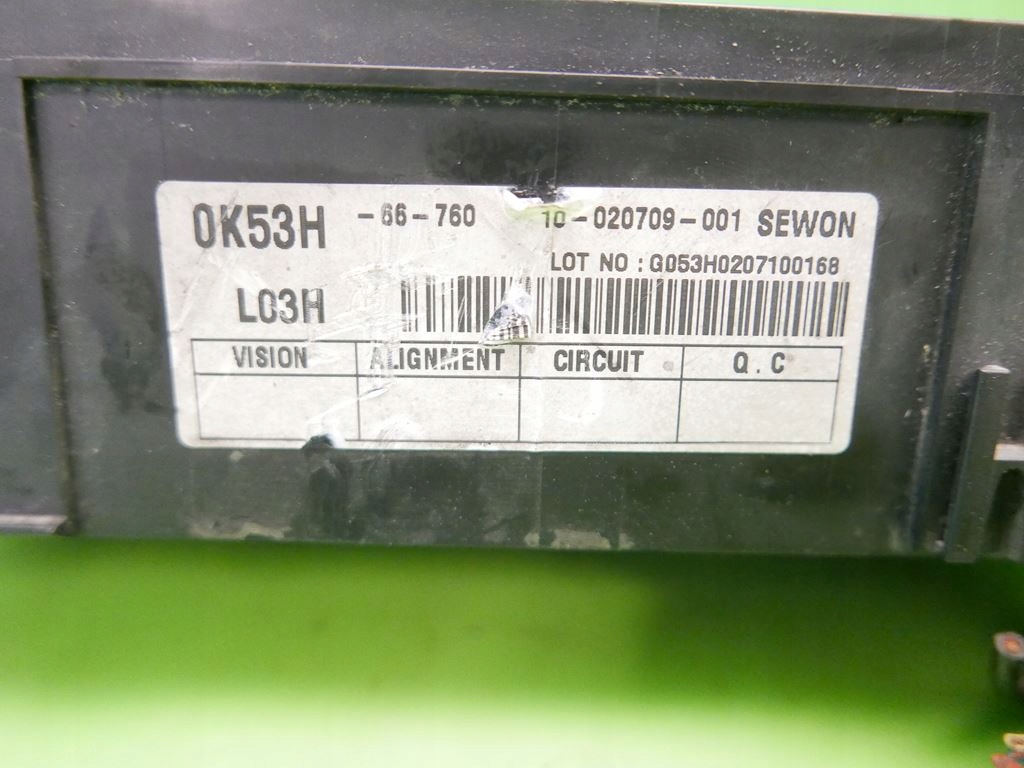 0K53H -66-760 10-020709-001 SEWON
LOT NO : G053H0207100168
L03H
VISION ALIGNMENT CIRCUIT Q.C